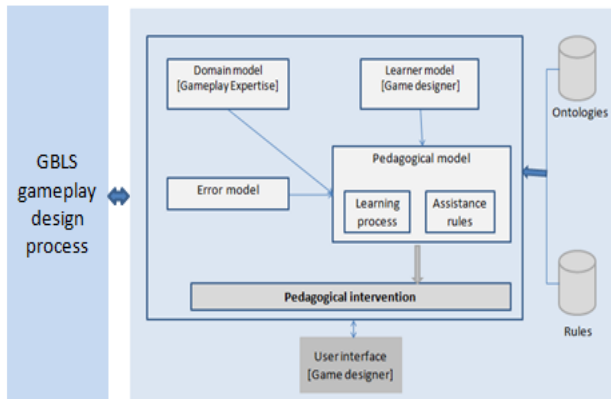 GBLS
gameplay
design
process
Domain model
[Gameplay Expertise]
Learner model
[Game designer]
Pedagogical model
Learning
process
Assistance
rules
Error model
Pedagogical intervention
User interface
[Game designer]
Ontologies
Rules